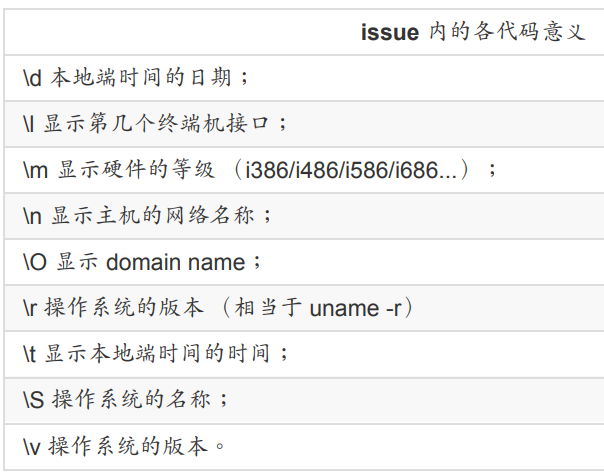 issue 内的各代码意义
\d 本地端时间的日期；
\l 显示第几个终端机接口；
\m 显示硬件的等级 （i386/i486/i586/i686...）；
\n 显示主机的网络名称；
\O 显示 domain name；
\r 操作系统的版本 （相当于 uname -r）
\t 显示本地端时间的时间；
\S 操作系统的名称；
\v 操作系统的版本。